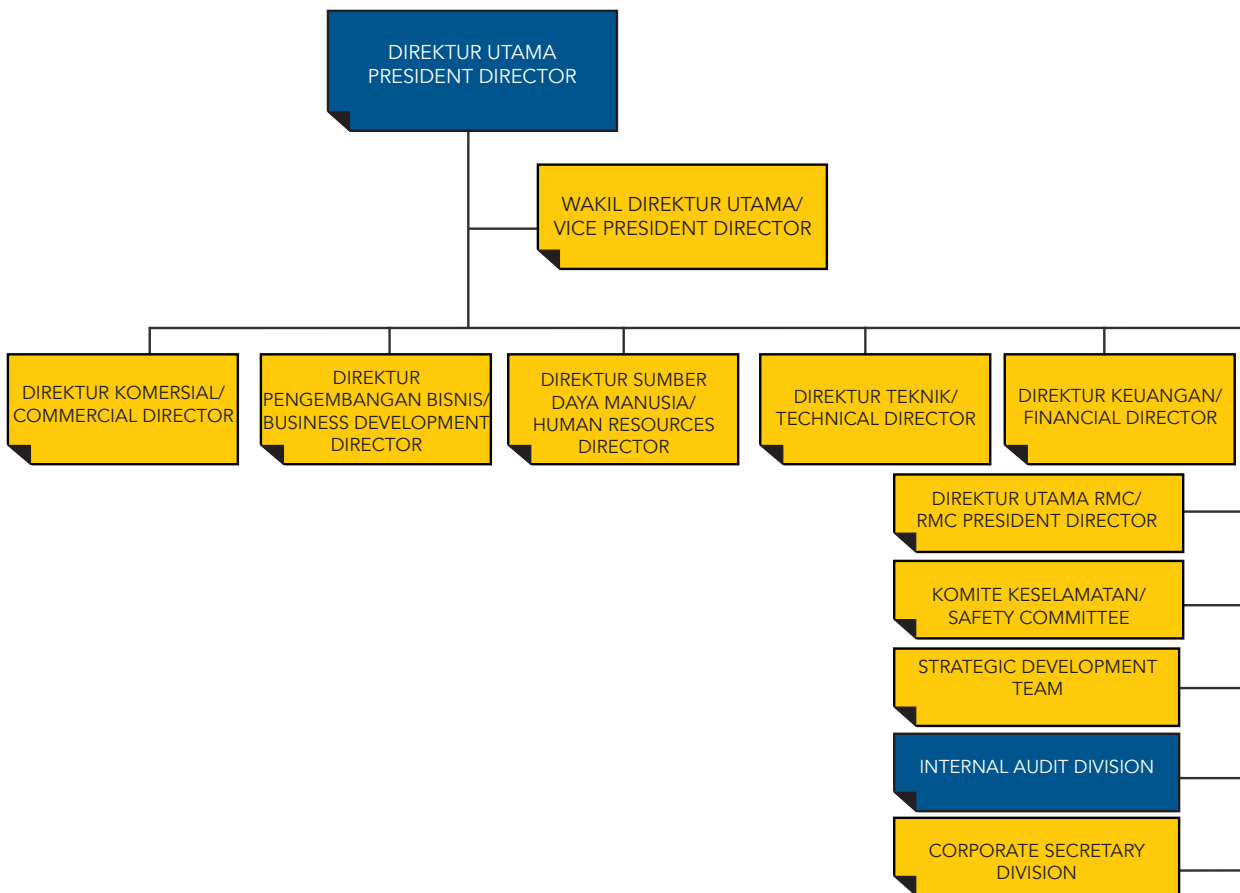 DIREKTUR UTAMA
PRESIDENT DIRECTOR
WAKIL DIREKTUR UTAMA/
VICE PRESIDENT DIRECTOR
DIREKTUR KOMERSIAL/
COMMERCIAL DIRECTOR
DIREKTUR
PENGEMBANGAN BISNIS/
BUSINESS DEVELOPMENT
DIRECTOR
DIREKTUR SUMBER
DAYA MANUSIA/
HUMAN RESOURCES
DIRECTOR
DIREKTUR TEKNIK/
TECHNICAL DIRECTOR
DIREKTUR KEUANGAN/
FINANCIAL DIRECTOR
DIREKTUR UTAMA RMC/
RMC PRESIDENT DIRECTOR
KOMITE KESELAMATAN/
SAFETY COMMITTEE
STRATEGIC DEVELOPMENT
TEAM
INTERNAL AUDIT DIVISION
CORPORATE SECRETARY
DIVISION